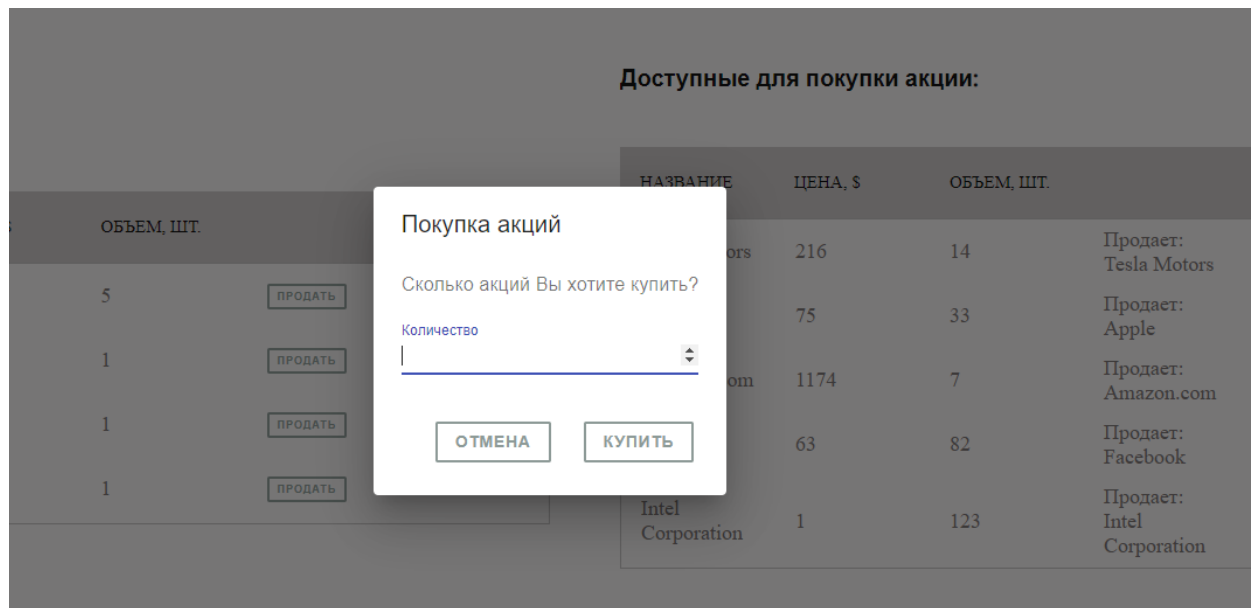 Доступные для покупки акции:
НАЗВАНИЕ ЦЕНА, $ ОБЪЕМ, ШТ.
ors 216 14 Продает:
Tesla Motors
75 33 Продает:
Apple
om 1174 7 Продает:
Amazon.com
63 82 Продает:
Facebook
Intel
Corporation 1 123 Продает:
Intel
Corporation
ОБЪЕМ, ШТ.
5 ПРОДАТЬ
1 ПРОДАТЬ
1 ПРОДАТЬ
1 ПРОДАТЬ
Покупка акций
Сколько акций Вы хотите купить?
Количество
ОТМЕНА КУПИТЬ